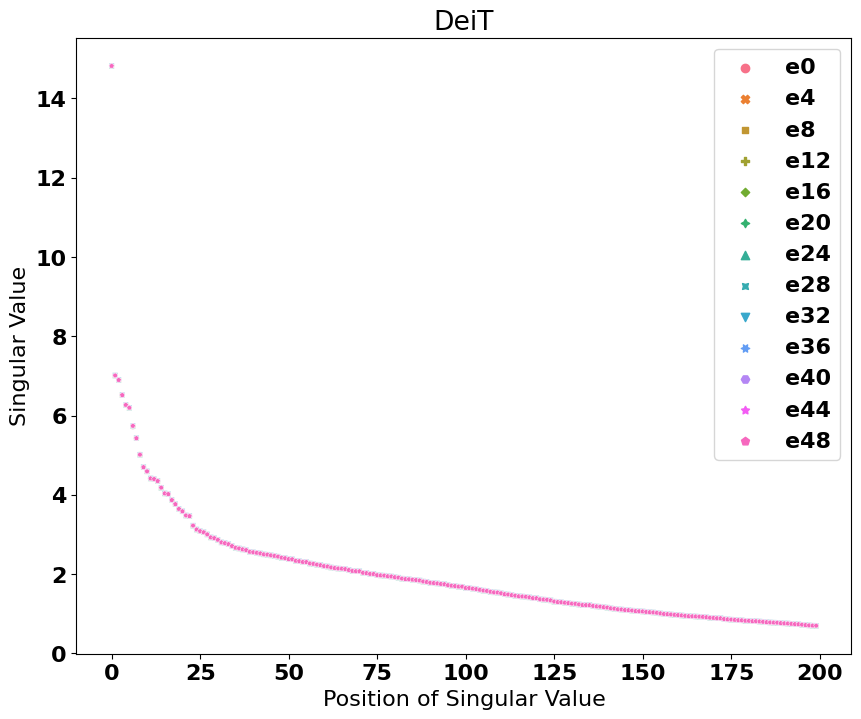 DeiT
Singular Value
14
12
10
8
6
4
2
0
0 25 50 75 100 125 150 175 200
Position of Singular Value
e0
e4
e8
e12
e16
e20
e24
e28
e32
e36
e40
e44
e48